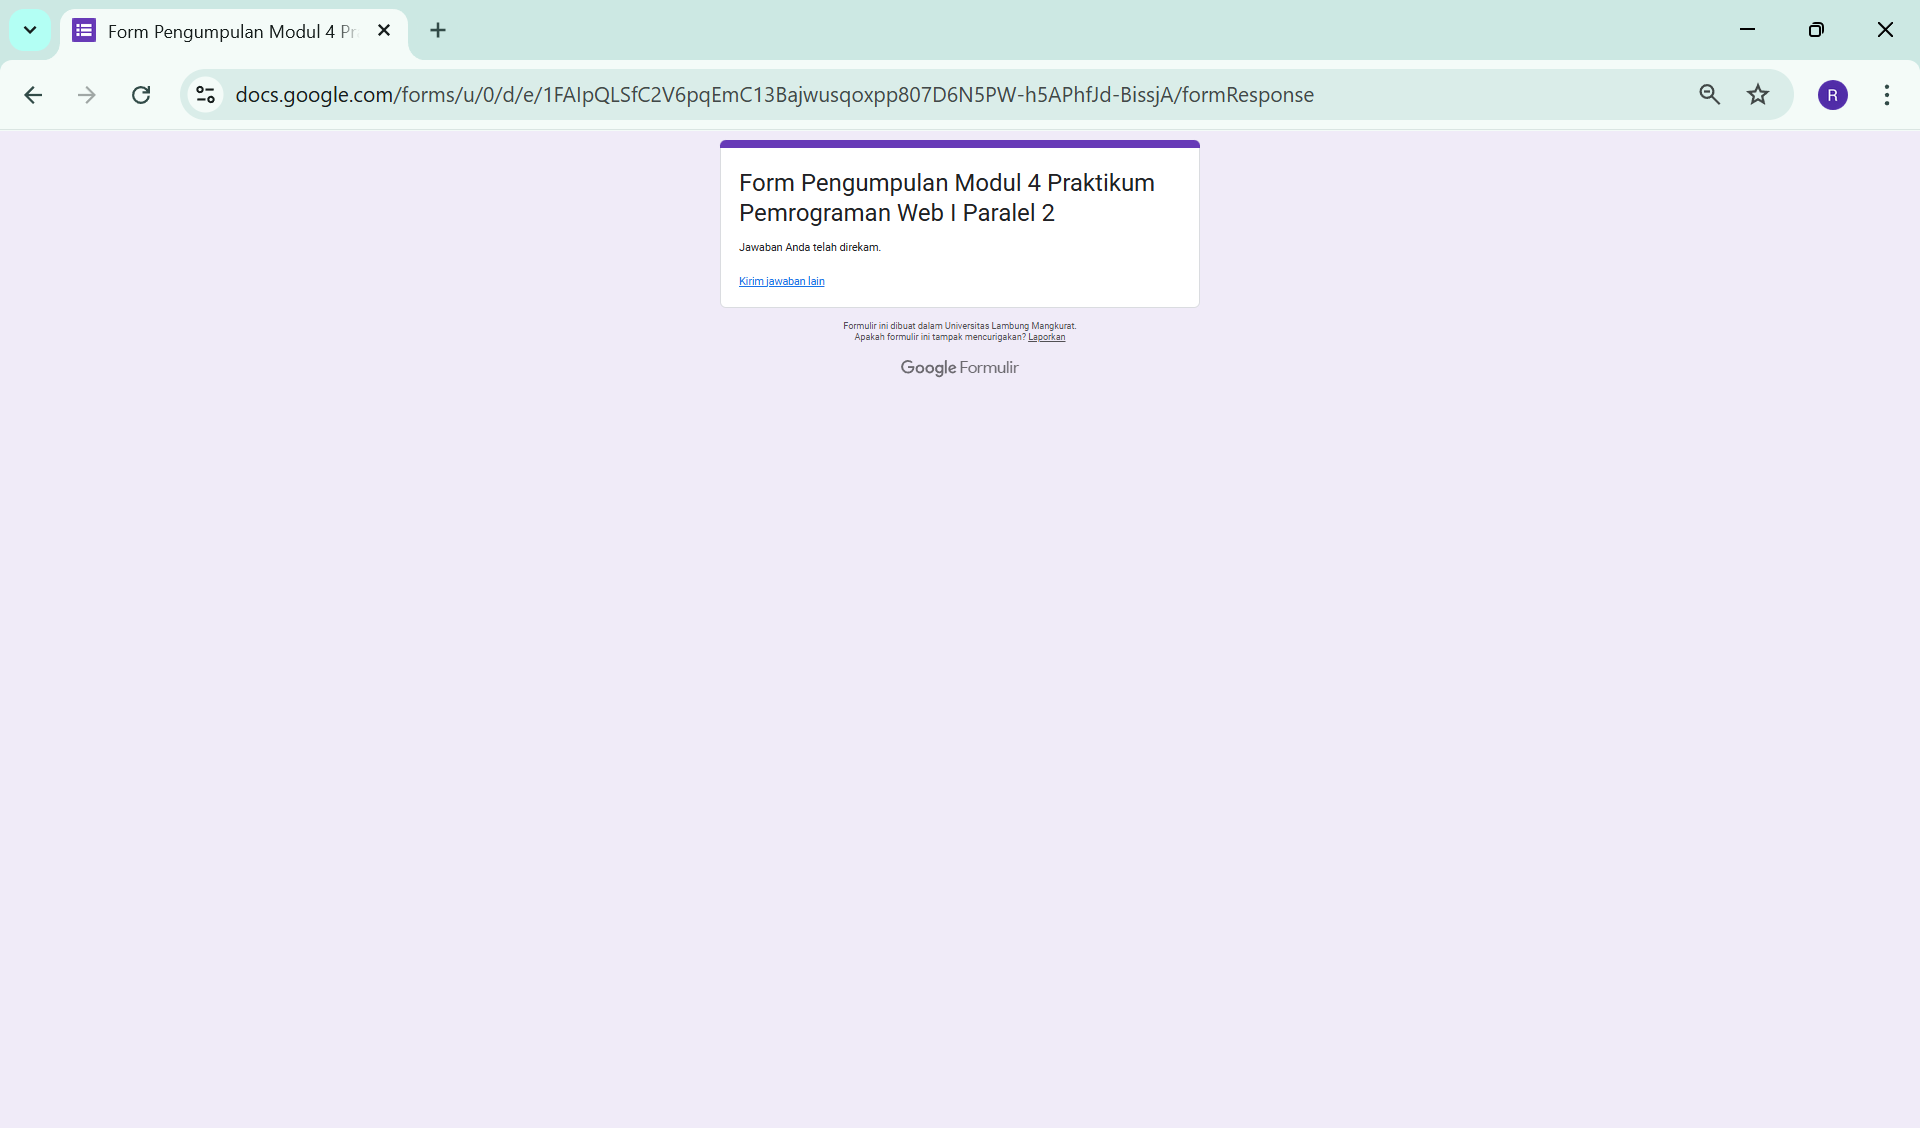 Form Pengumpulan Modul 4 Pr
docs.google.com/forms/u/0/d/e/1FAIpQLSfC2V6pqEmC13Bajwusqoxpp807D6N5PW-h5APhfJd-BissjA/formResponse
R
Form Pengumpulan Modul 4 Praktikum
Pemrograman Web I Paralel 2
Jawaban Anda telah direkam.
Kirim jawaban lain
Formulir ini dibuat dalam Universitas Lambung Mangkurat.
Apakah formulir ini tampak mencurigakan? Laporkan
Google Formulir